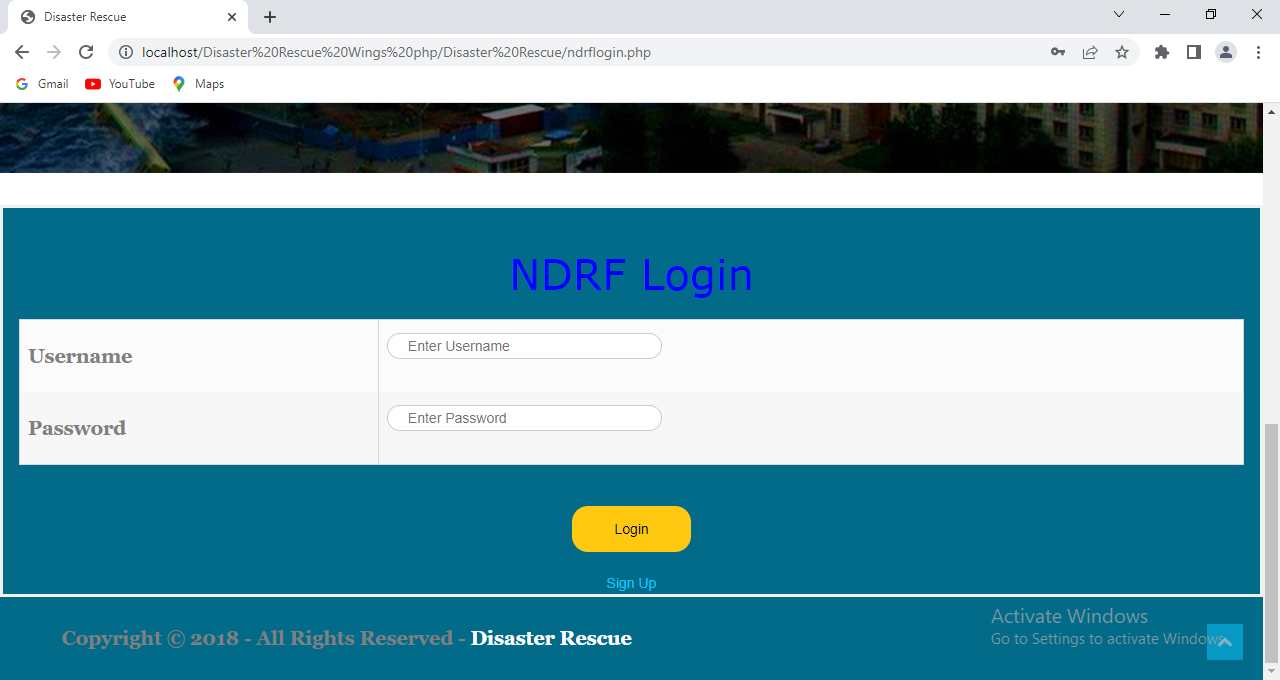 Disaster Rescue
localhost/Disaster%20Rescue%20Wings%20php/Disaster%20Rescue/ndrflogin.php
Gmail YouTube Maps
NDRF Login
Username Enter Username
Password Enter Password
Login
Sign Up
Activate Windows
Copyright © 2018 - All Rights Reserved - Disaster Rescue Go to Settings to activate Windows.